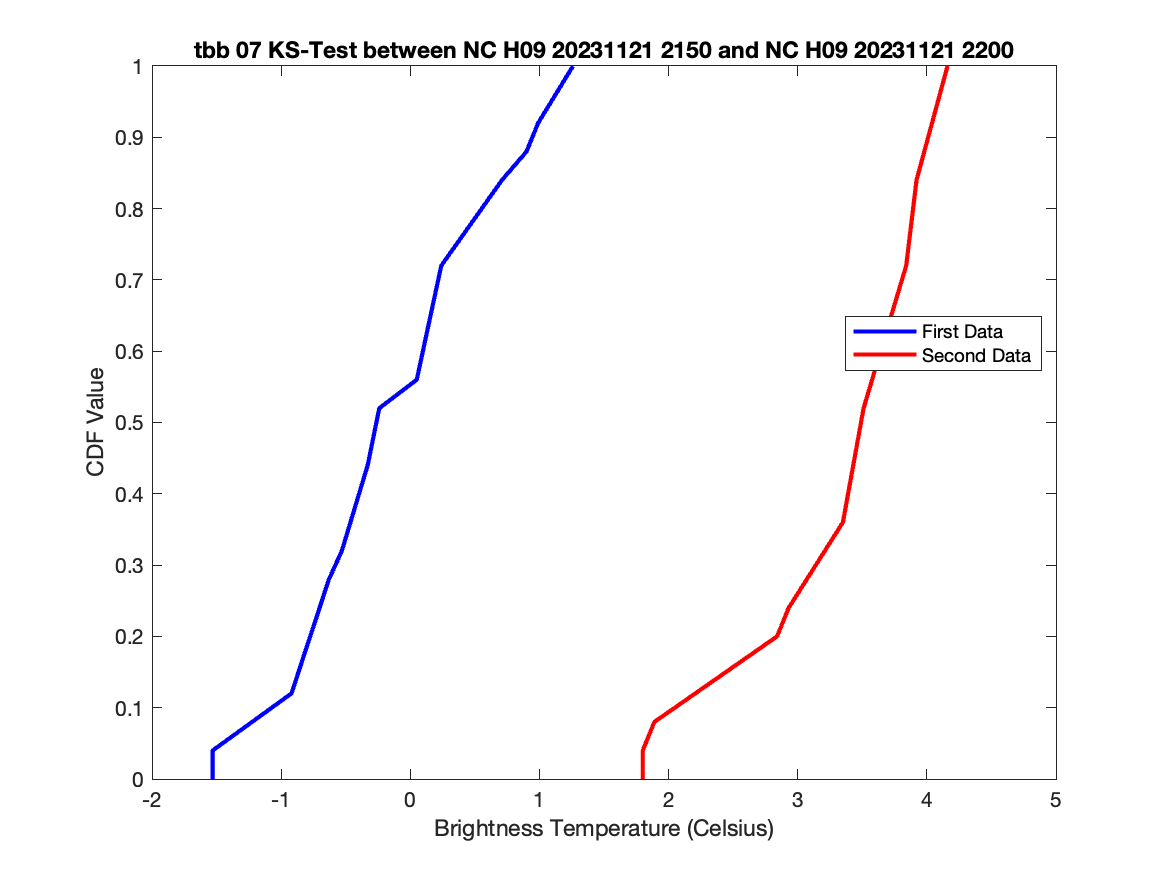 tbb 07 KS-Test between NC H09 20231121 2150 and NC H09 20231121 2200
1
0.9
0.8
0.7
0.6
0.5
0.4
0.3
0.2
0.1
0
CDF Value
First Data
Second Data
-2 -1 0 1 2 3 4 5
Brightness Temperature (Celsius)